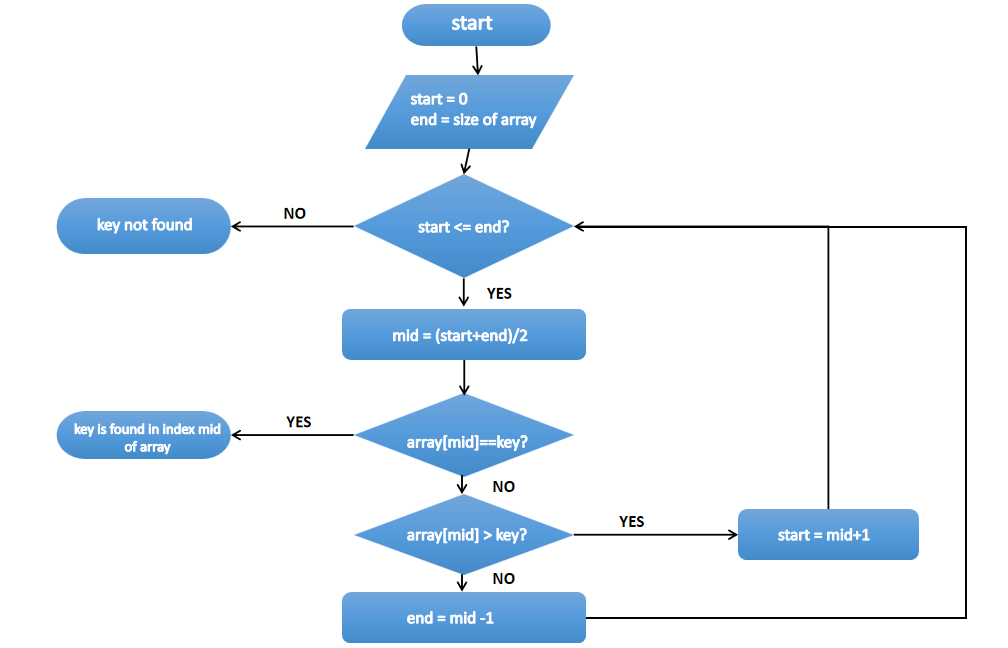 start
start = 0
end = size of array
start <= end?
NO
key not found
YES
mid = (start+end)/2
array[mid]==key?
YES
key is found in index mid
of array
NO
array[mid] > key?
YES
start = mid+1
NO
end = mid -1